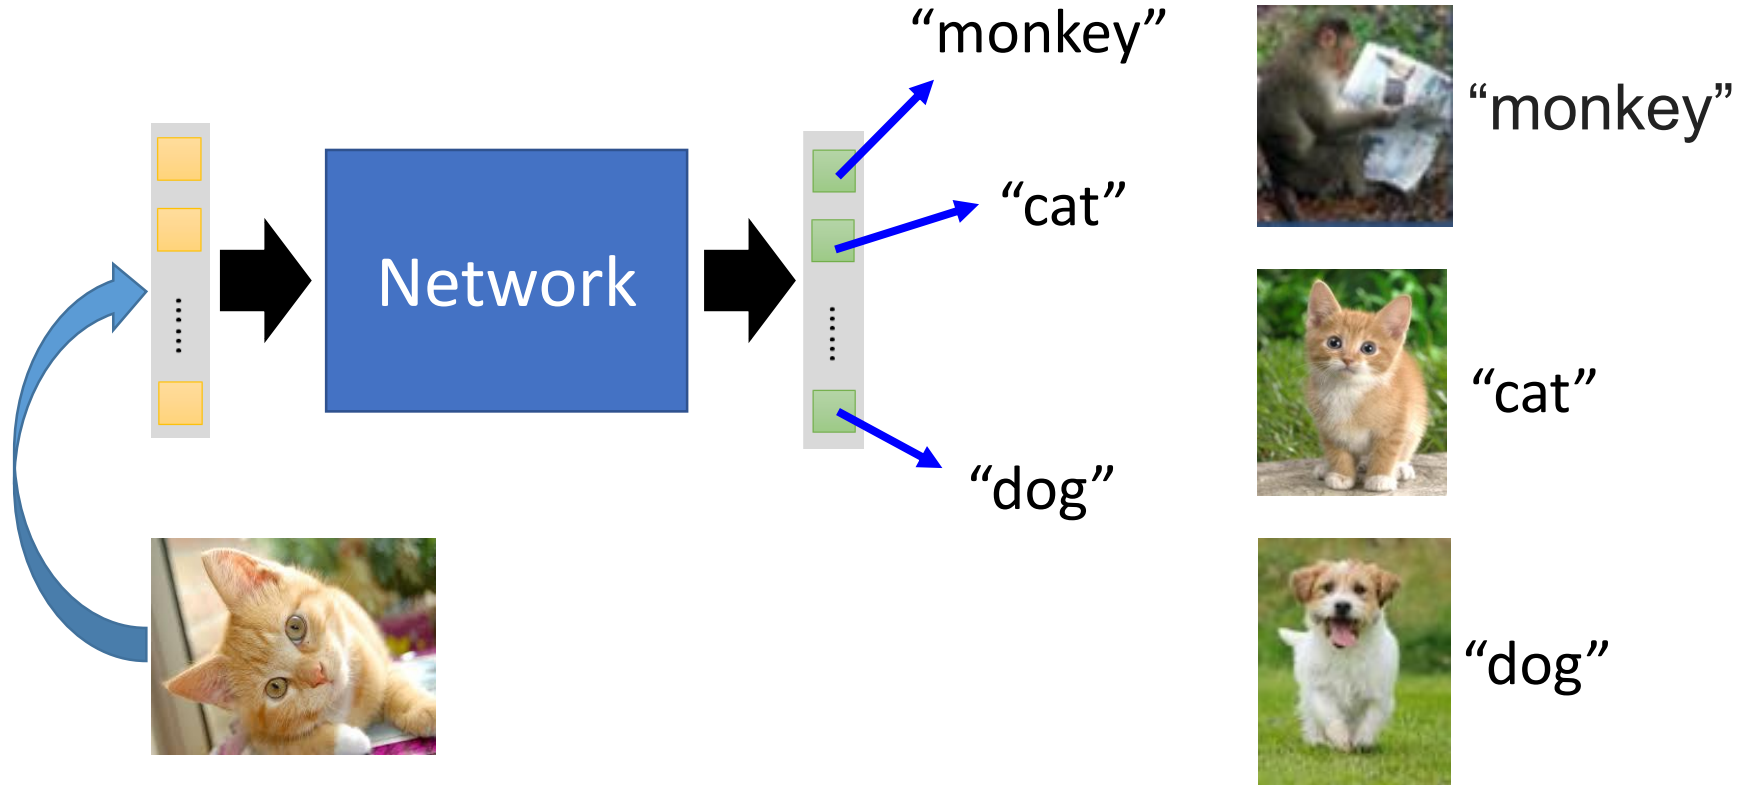 “monkey”
“cat”
Network
“dog”
“monkey”
“cat”
“dog”